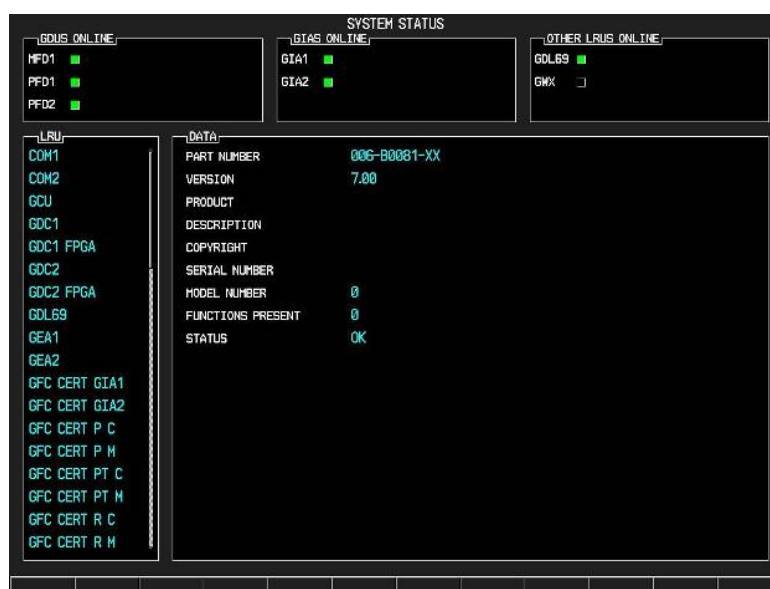 SYSTEM STATUS
GDUS ONLINE
MFD1
PFD1
PFD2
GIAS ONLINE
GIA1
GIA2
OTHER LRUS ONLINE
GDL69
GWX
LRU
COM1
COM2
GCU
GDC1
GDC1 FPGA
GDC2
GDC2 FPGA
GDL69
GEA1
GEA2
GFC CERT GIA1
GFC CERT GIA2
GFC CERT P C
GFC CERT P M
GFC CERT PT C
GFC CERT PT M
GFC CERT R C
GFC CERT R M
DATA
PART NUMBER 006-B0081-XX
VERSION 7.00
PRODUCT
DESCRIPTION
COPYRIGHT
SERIAL NUMBER
MODEL NUMBER 0
FUNCTIONS PRESENT 0
STATUS OK